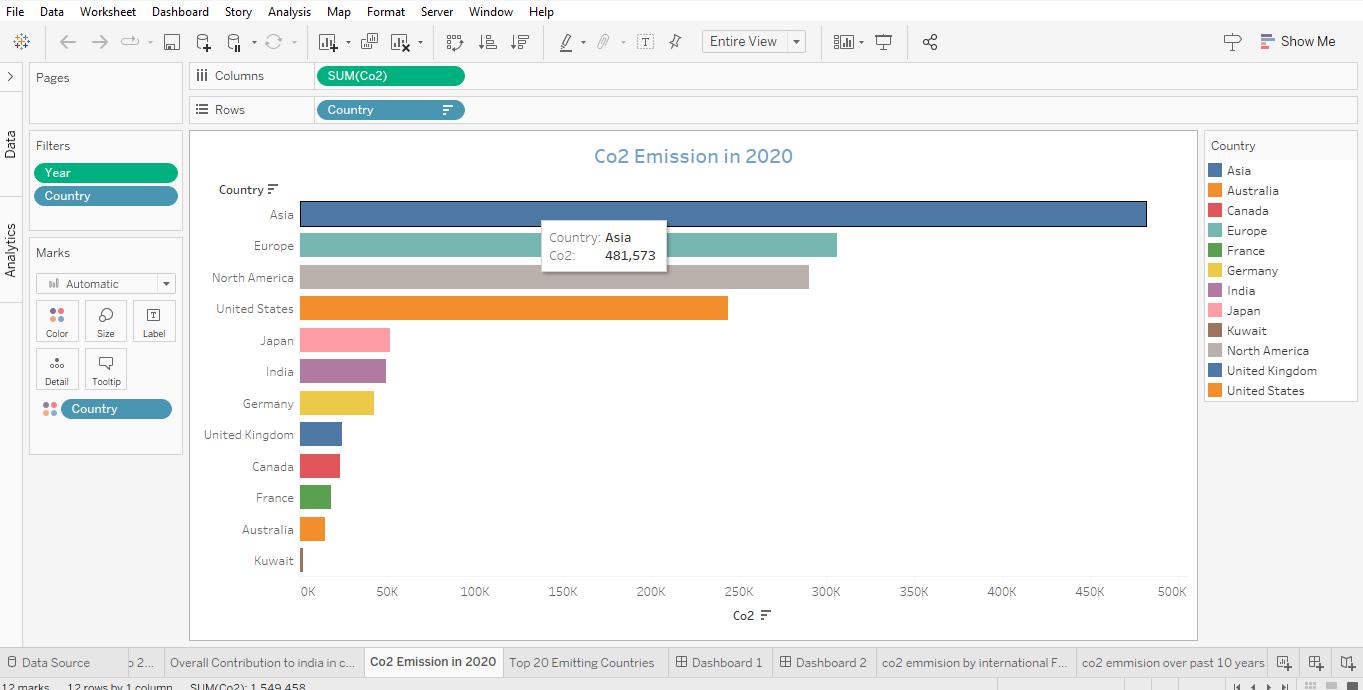 File Data Worksheet Dashboard Story Analysis Map Format Server Window Help
Entire View
Show Me
Data
Analytics
Pages
Columns SUM(Co2)
Rows Country
Filters
Year
Country
Marks
Automatic
Color Size Label
Detail Tooltip
Country
Co2 Emission in 2020
Country
Asia
Europe
North America
United States
Japan
India
Germany
United Kingdom
Canada
France
Australia
Kuwait
Country: Asia
Co2: 481,573
0K 50K 100K 150K 200K 250K 300K 350K 400K 450K 500K
Co2
Country
Asia
Australia
Canada
Europe
France
Germany
India
Japan
Kuwait
North America
United Kingdom
United States
Data Source o 2... Overall Contribution to india in c... Co2 Emission in 2020 Top 20 Emitting Countries Dashboard 1 Dashboard 2 co2 emmision by international F... co2 emmision over past 10 years
12 marks 12 rows by 1 column SUM(Co2): 1,549,458